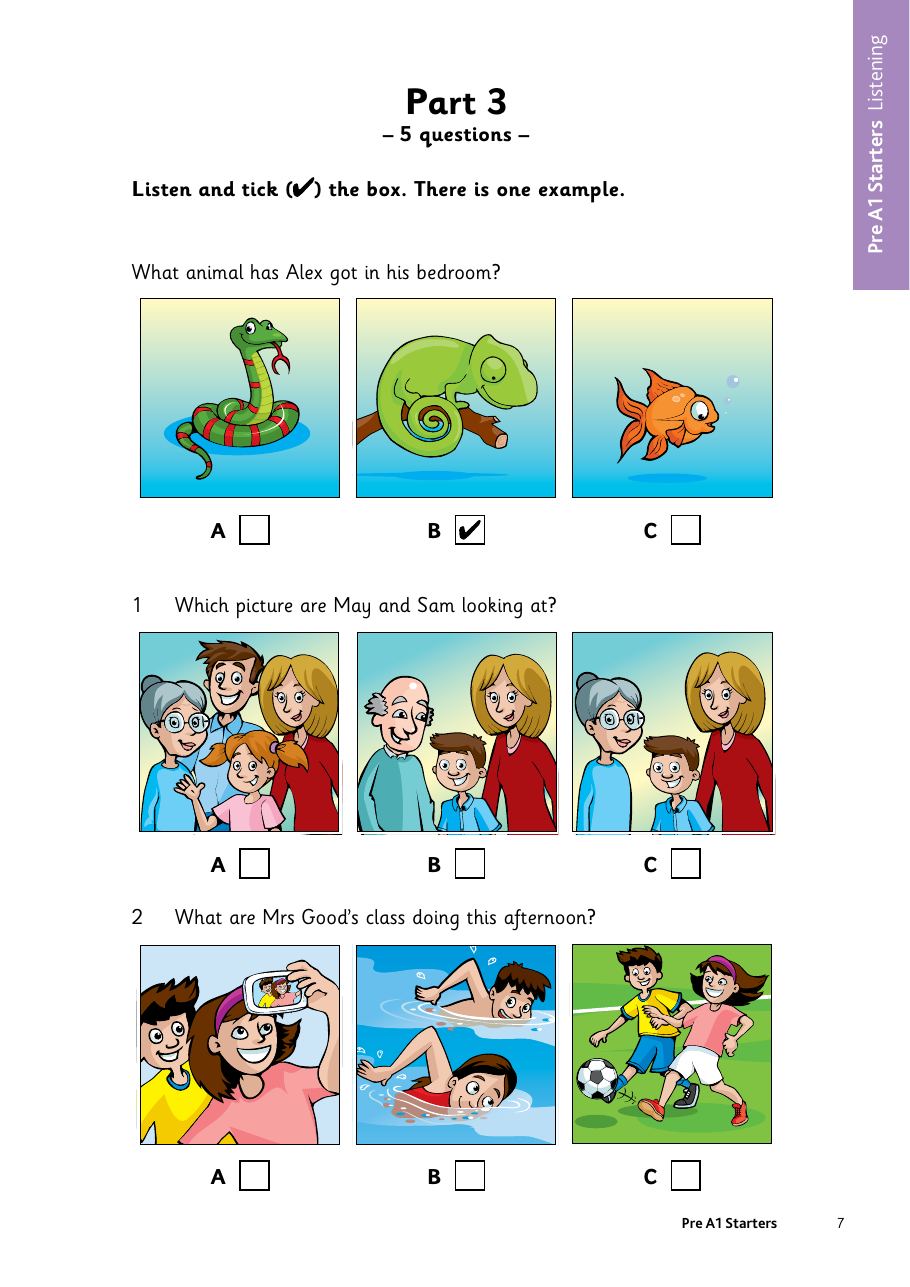 Pre A1 Starters Listening
Part 3
– 5 questions –
Listen and tick (✔) the box. There is one example.
What animal has Alex got in his bedroom?
A B ✔ C
1 Which picture are May and Sam looking at?
A B C
2 What are Mrs Good’s class doing this afternoon?
A B C
Pre A1 Starters 7